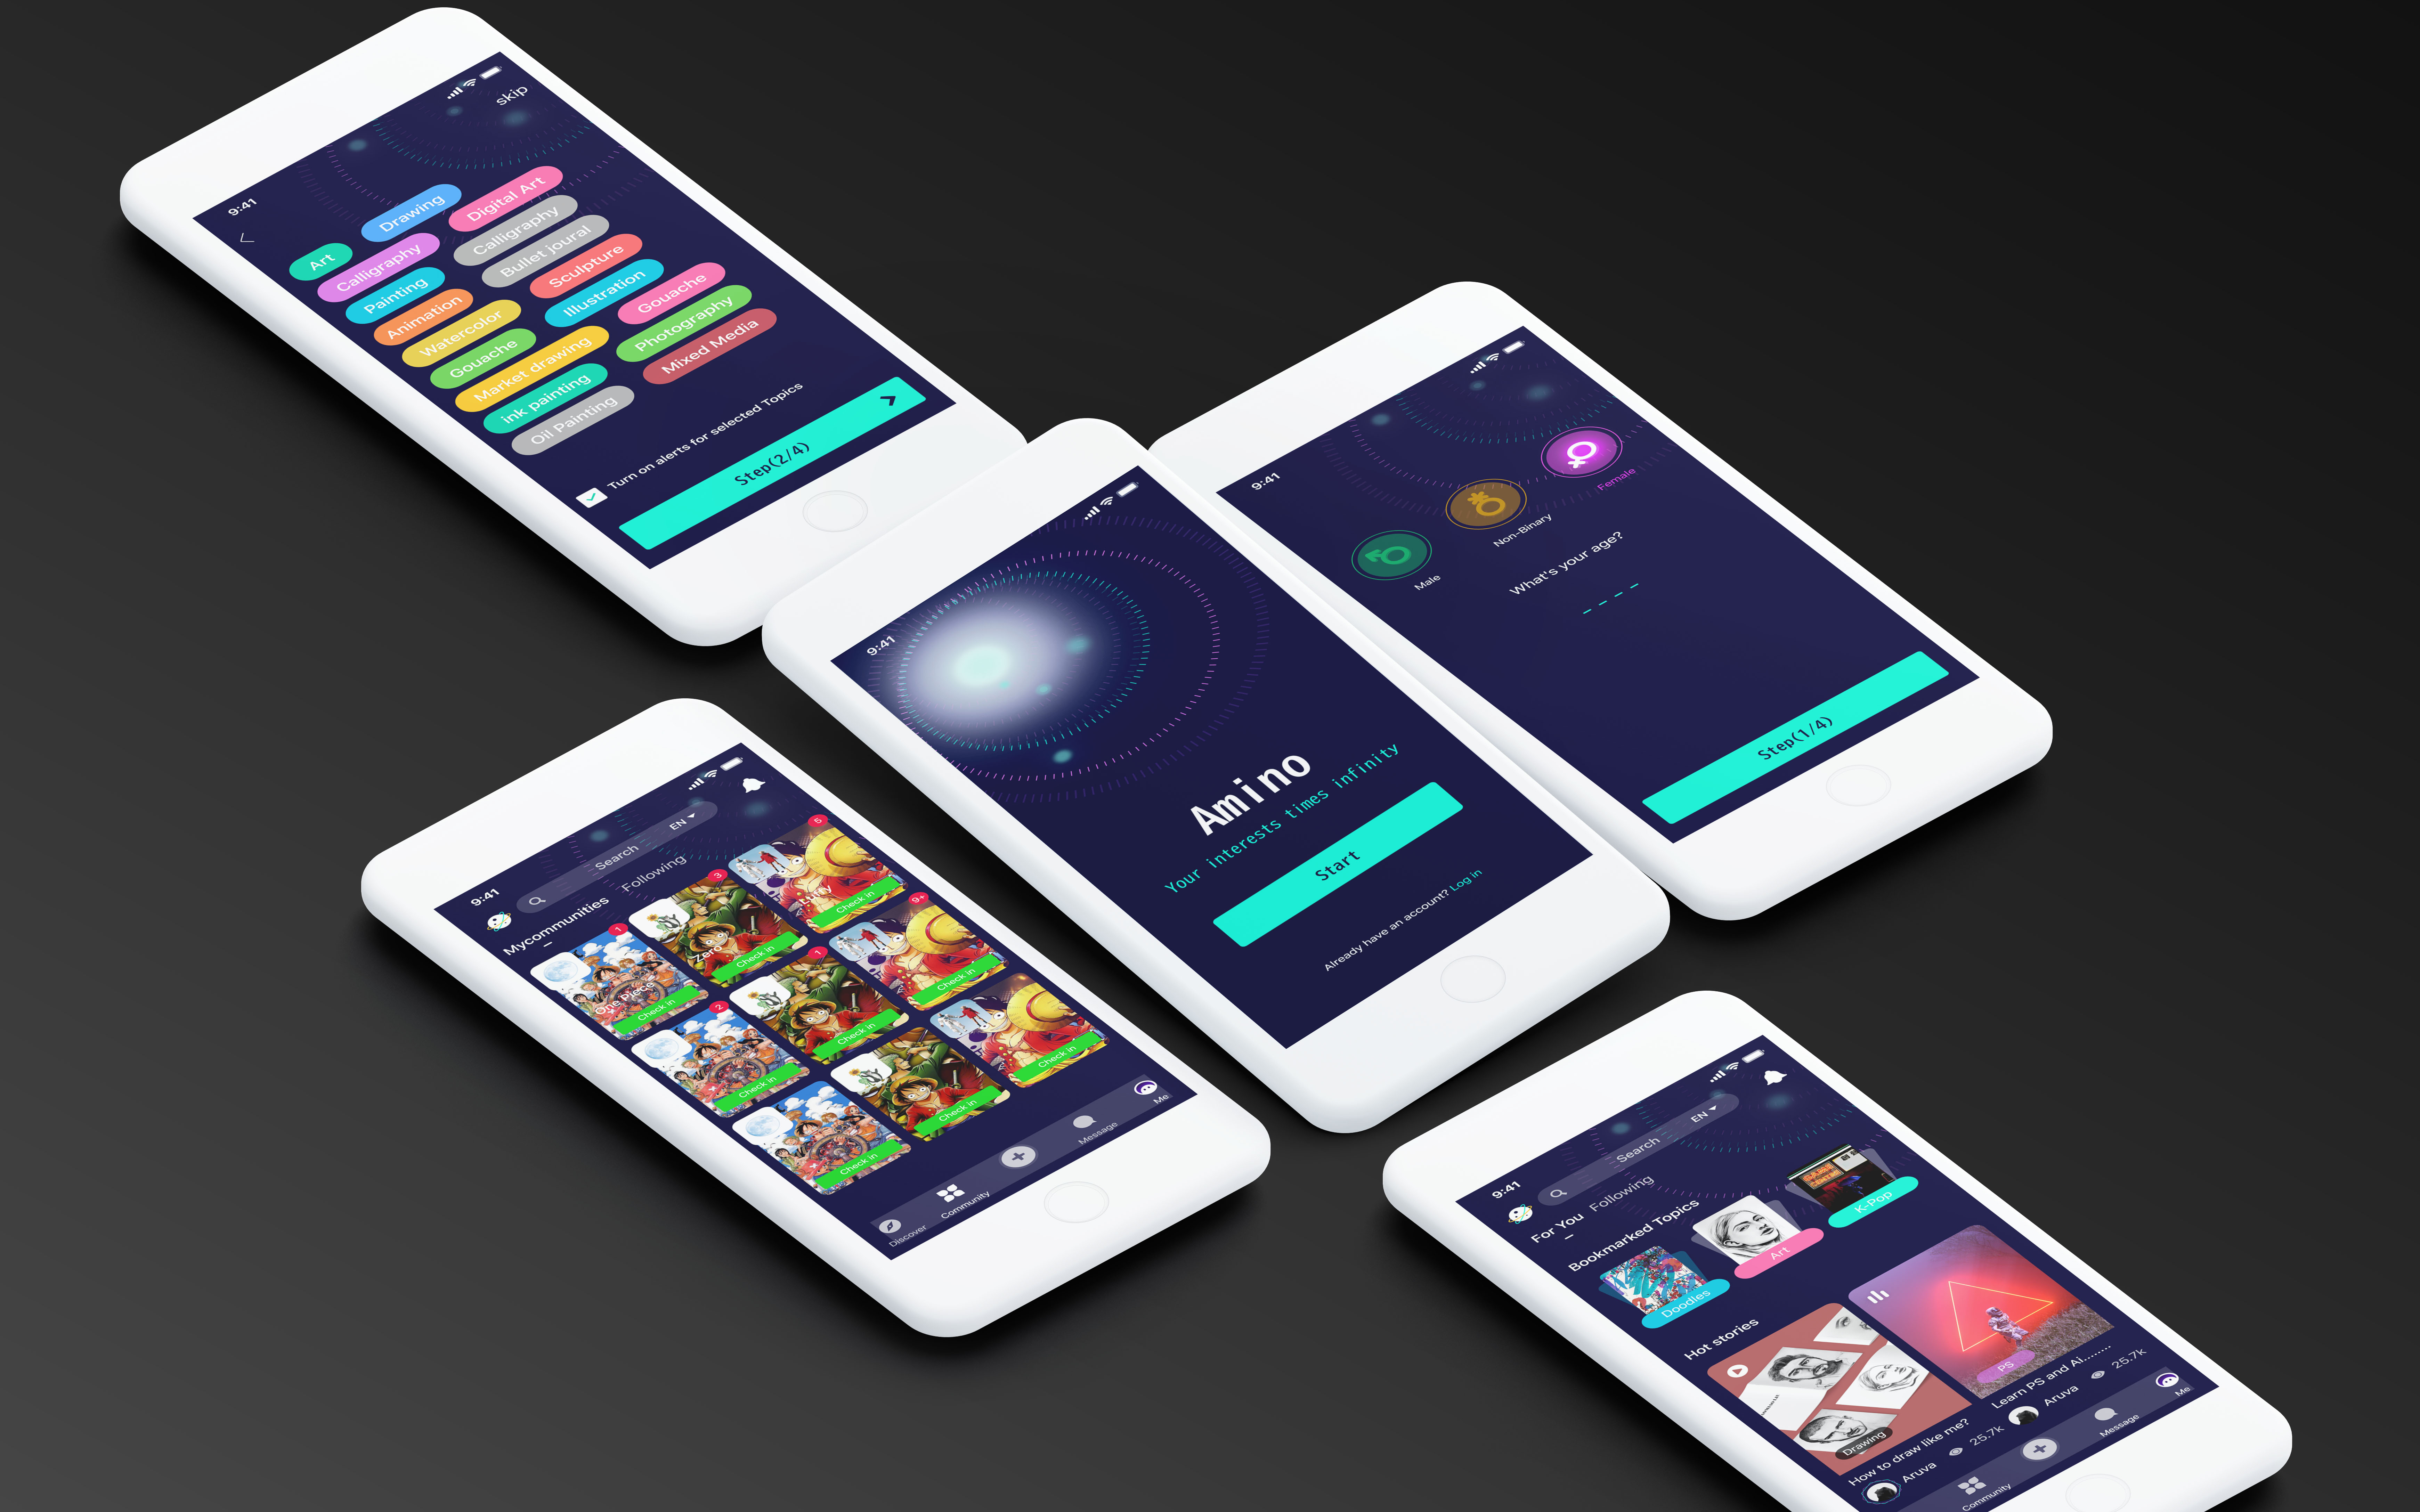 9:41
skip
Art
Drawing
Digital Art
Calligraphy
Calligraphy
Painting
Bullet joural
Animation
Sculpture
Watercolor
Illustration
Gouache
Gouache
Market drawing
Photography
ink painting
Mixed Media
Oil Painting
Turn on alerts for selected Topics
Step(2/4)
9:41
Male
Non-Binary
Female
What's your age?
Step(1/4)
9:41
Amino
Your interests times infinity
Start
Already have an account? Log in
9:41
Search
EN
Mycommunities
Following
1
3
5
One Piece
Check in
Check in
Check in
2
1
9+
Check in
Check in
Check in
Check in
Check in
Check in
Discover
Community
Message
Me
9:41
Search
EN
For You
Following
Bookmarked Topics
Doodles
Art
K-Pop
Hot stories
Drawing
PS
How to draw like me?
Aruva
25.7k
Learn PS and Ai........
Aruva
25.7k
Community
Message
Me